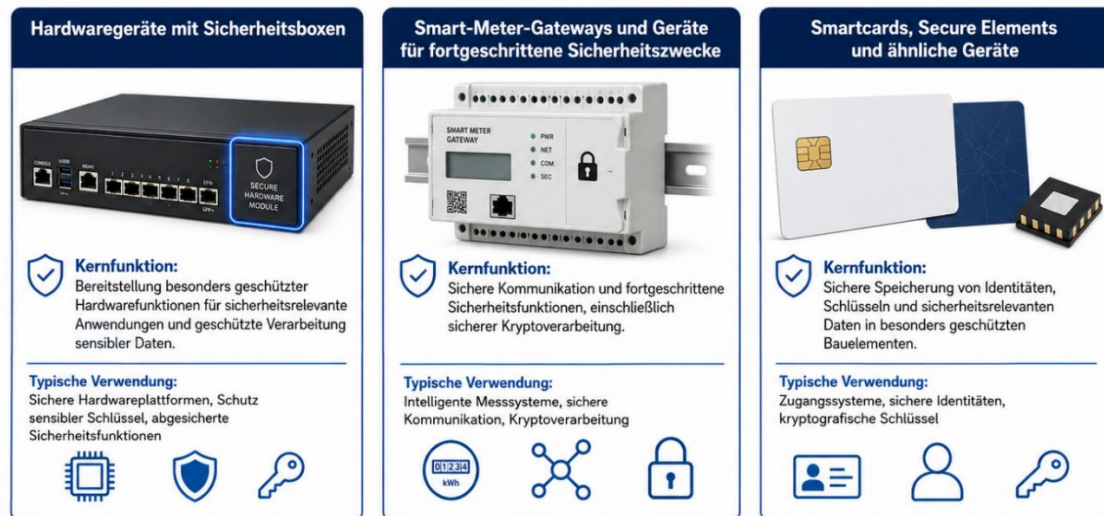 Hardwaregeräte mit Sicherheitsboxen
CONSOLE
MGMT
1 2 3 4 5 6 7 8
SFP+
SECURE
HARDWARE
MODULE
Kernfunktion:
Bereitstellung besonders geschützter
Hardwarefunktionen für sicherheitsrelevante
Anwendungen und geschützte Verarbeitung
sensibler Daten.
Typische Verwendung:
Sichere Hardwareplattformen, Schutz
sensibler Schlüssel, abgesicherte
Sicherheitsfunktionen
Smart-Meter-Gateways und Geräte
für fortgeschrittene Sicherheitszwecke
SMART METER
GATEWAY
PWR
NET
COM
SEC
Kernfunktion:
Sichere Kommunikation und fortgeschrittene
Sicherheitsfunktionen, einschließlich
sicherer Kryptoverarbeitung.
Typische Verwendung:
Intelligente Messsysteme, sichere
Kommunikation, Kryptoverarbeitung
01234
kWh
Smartcards, Secure Elements
und ähnliche Geräte
Kernfunktion:
Sichere Speicherung von Identitäten,
Schlüsseln und sicherheitsrelevanten
Daten in besonders geschützten
Bauelementen.
Typische Verwendung:
Zugangssysteme, sichere Identitäten,
kryptografische Schlüssel